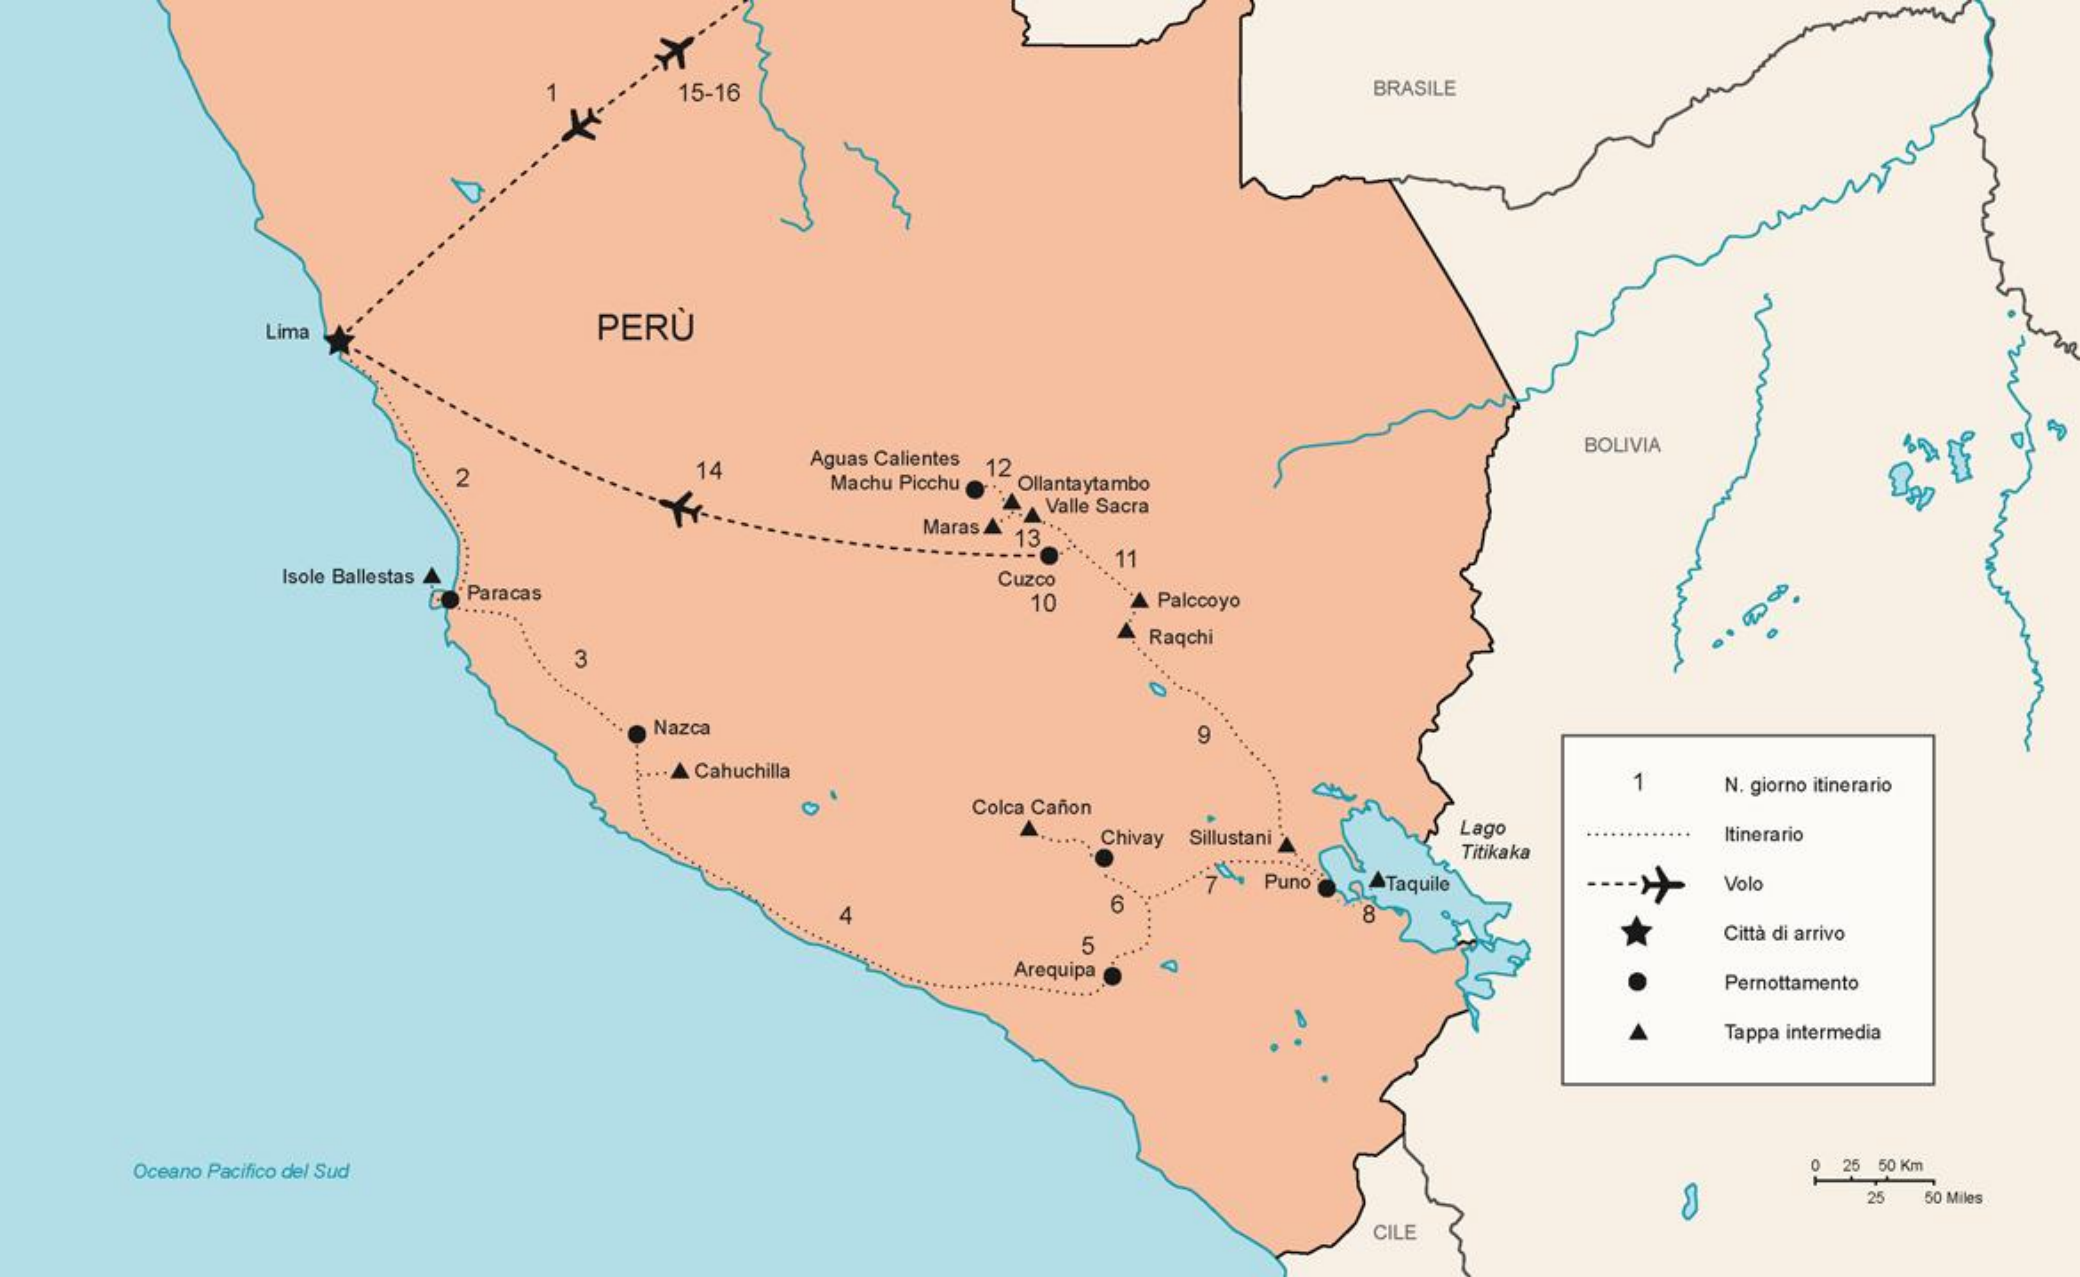 1
15-16
BRASILE
PERÙ
Lima
BOLIVIA
2
14
Aguas Calientes
Machu Picchu
12
Ollantaytambo
Valle Sacra
Maras
13
11
Cuzco
10
Isole Ballestas
Paracas
Palccoyo
Raqchi
3
Nazca
Cahuchilla
9
Colca Cañon
Chivay
Sillustani
Lago
Titikaka
7
Puno
Taquile
8
6
4
5
Arequipa
1 N. giorno itinerario
Itinerario
Volo
Città di arrivo
Pernottamento
Tappa intermedia
Oceano Pacifico del Sud
0 25 50 Km
25 50 Miles
CILE